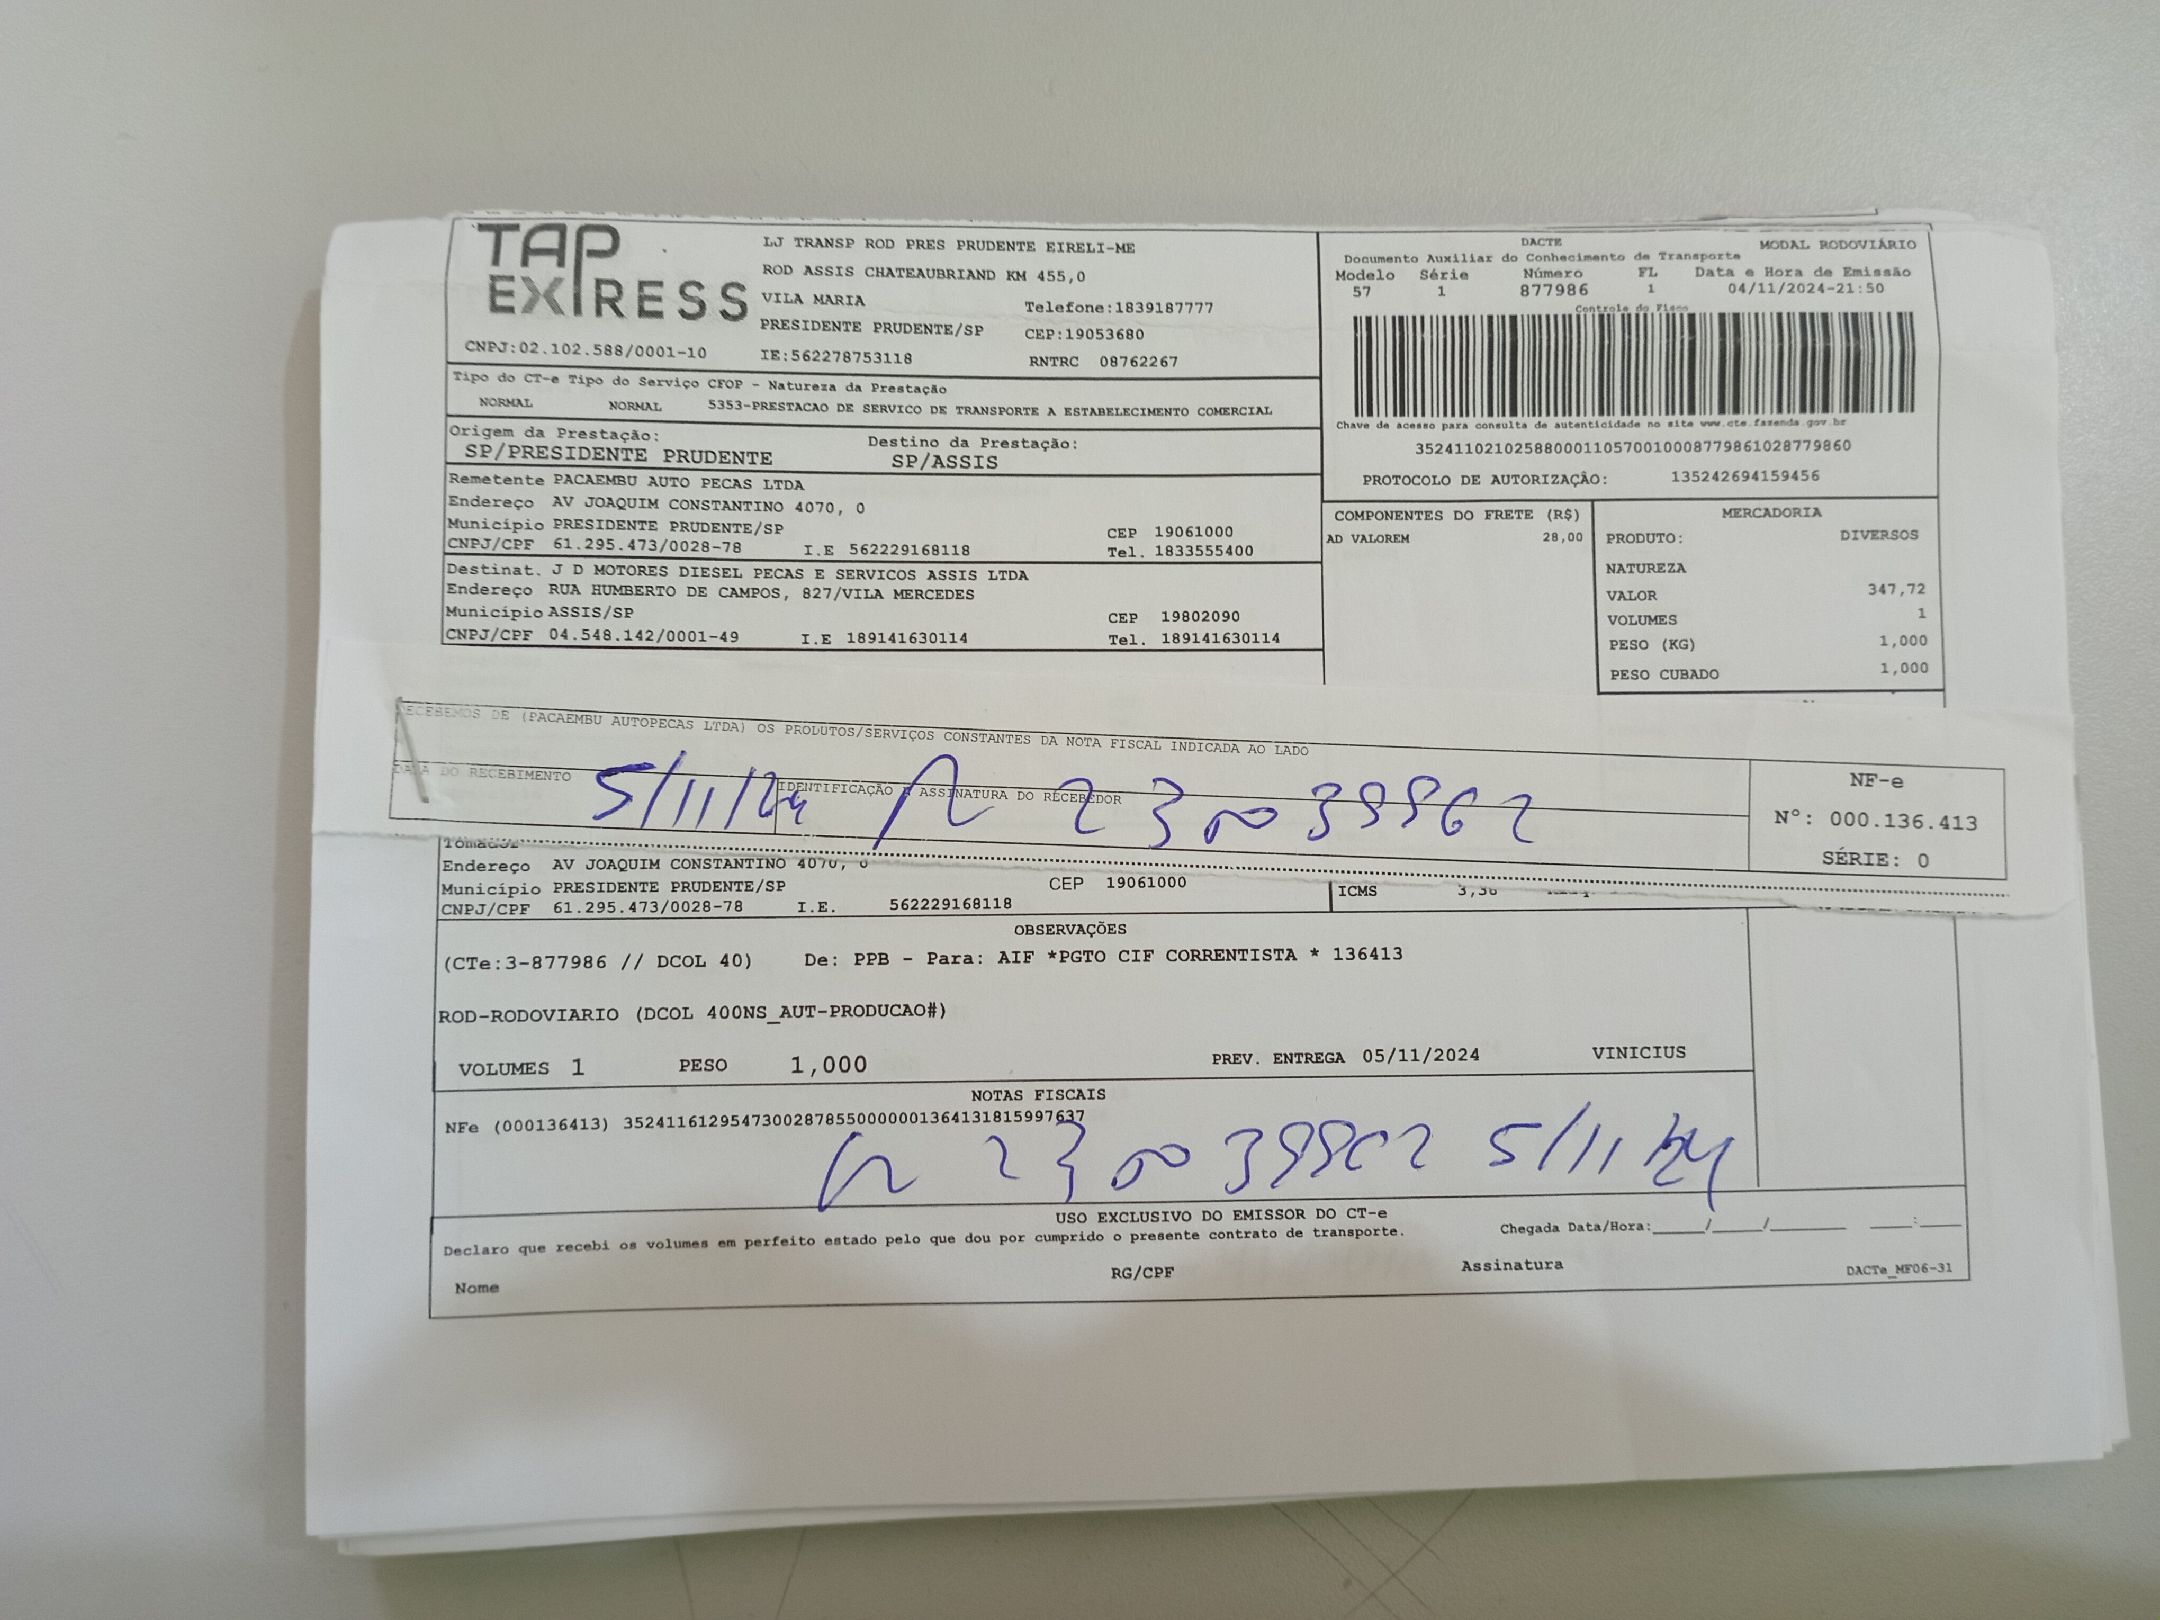 TAP EXPRESS
LJ TRANSP ROD PRES PRUDENTE EIRELI-ME
ROD ASSIS CHATEAUBRIAND KM 455,0
VILA MARIA Telefone:1839187777
PRESIDENTE PRUDENTE/SP CEP:19053680
CNPJ:02.102.588/0001-10 IE:562278753118 RNTRC 08762267
DACTE MODAL RODOVIÁRIO
Documento Auxiliar do Conhecimento de Transporte
Modelo Série Número FL Data e Hora de Emissão
57 1 877986 1 04/11/2024-21:50
Controle do Fisco
Chave de acesso para consulta de autenticidade no site www.cte.fazenda.gov.br
35241102102588000110570010008779861028779860
PROTOCOLO DE AUTORIZAÇÃO: 135242694159456
Tipo do CT-e Tipo do Serviço CFOP - Natureza da Prestação
NORMAL NORMAL 5353-PRESTACAO DE SERVICO DE TRANSPORTE A ESTABELECIMENTO COMERCIAL
Origem da Prestação: Destino da Prestação:
SP/PRESIDENTE PRUDENTE SP/ASSIS
Remetente PACAEMBU AUTO PECAS LTDA
Endereço AV JOAQUIM CONSTANTINO 4070, 0
Município PRESIDENTE PRUDENTE/SP CEP 19061000
CNPJ/CPF 61.295.473/0028-78 I.E 562229168118 Tel. 1833555400
Destinat. J D MOTORES DIESEL PECAS E SERVICOS ASSIS LTDA
Endereço RUA HUMBERTO DE CAMPOS, 827/VILA MERCEDES
Município ASSIS/SP CEP 19802090
CNPJ/CPF 04.548.142/0001-49 I.E 189141630114 Tel. 189141630114
COMPONENTES DO FRETE (R$)
AD VALOREM 28,00
MERCADORIA
PRODUTO: DIVERSOS
NATUREZA
VALOR 347,72
VOLUMES 1
PESO (KG) 1,000
PESO CUBADO 1,000
RECEBEMOS DE (PACAEMBU AUTOPECAS LTDA) OS PRODUTOS/SERVIÇOS CONSTANTES DA NOTA FISCAL INDICADA AO LADO
DATA DO RECEBIMENTO IDENTIFICAÇÃO E ASSINATURA DO RECEBEDOR
5/11/24
NF-e
Nº: 000.136.413
SÉRIE: 0
Tomador
Endereço AV JOAQUIM CONSTANTINO 4070, 0
Município PRESIDENTE PRUDENTE/SP CEP 19061000
CNPJ/CPF 61.295.473/0028-78 I.E. 562229168118
ICMS 3,36
OBSERVAÇÕES
(CTe:3-877986 // DCOL 40) De: PPB - Para: AIF *PGTO CIF CORRENTISTA * 136413
ROD-RODOVIARIO (DCOL 400NS_AUT-PRODUCAO#)
VOLUMES 1 PESO 1,000 PREV. ENTREGA 05/11/2024 VINICIUS
NOTAS FISCAIS
NFe (000136413) 35241161295473002878550000001364131815997637
5/11/24
USO EXCLUSIVO DO EMISSOR DO CT-e
Declaro que recebi os volumes em perfeito estado pelo que dou por cumprido o presente contrato de transporte. Chegada Data/Hora:____/____/______ ___:___
Nome RG/CPF Assinatura DACTe_MF06-31